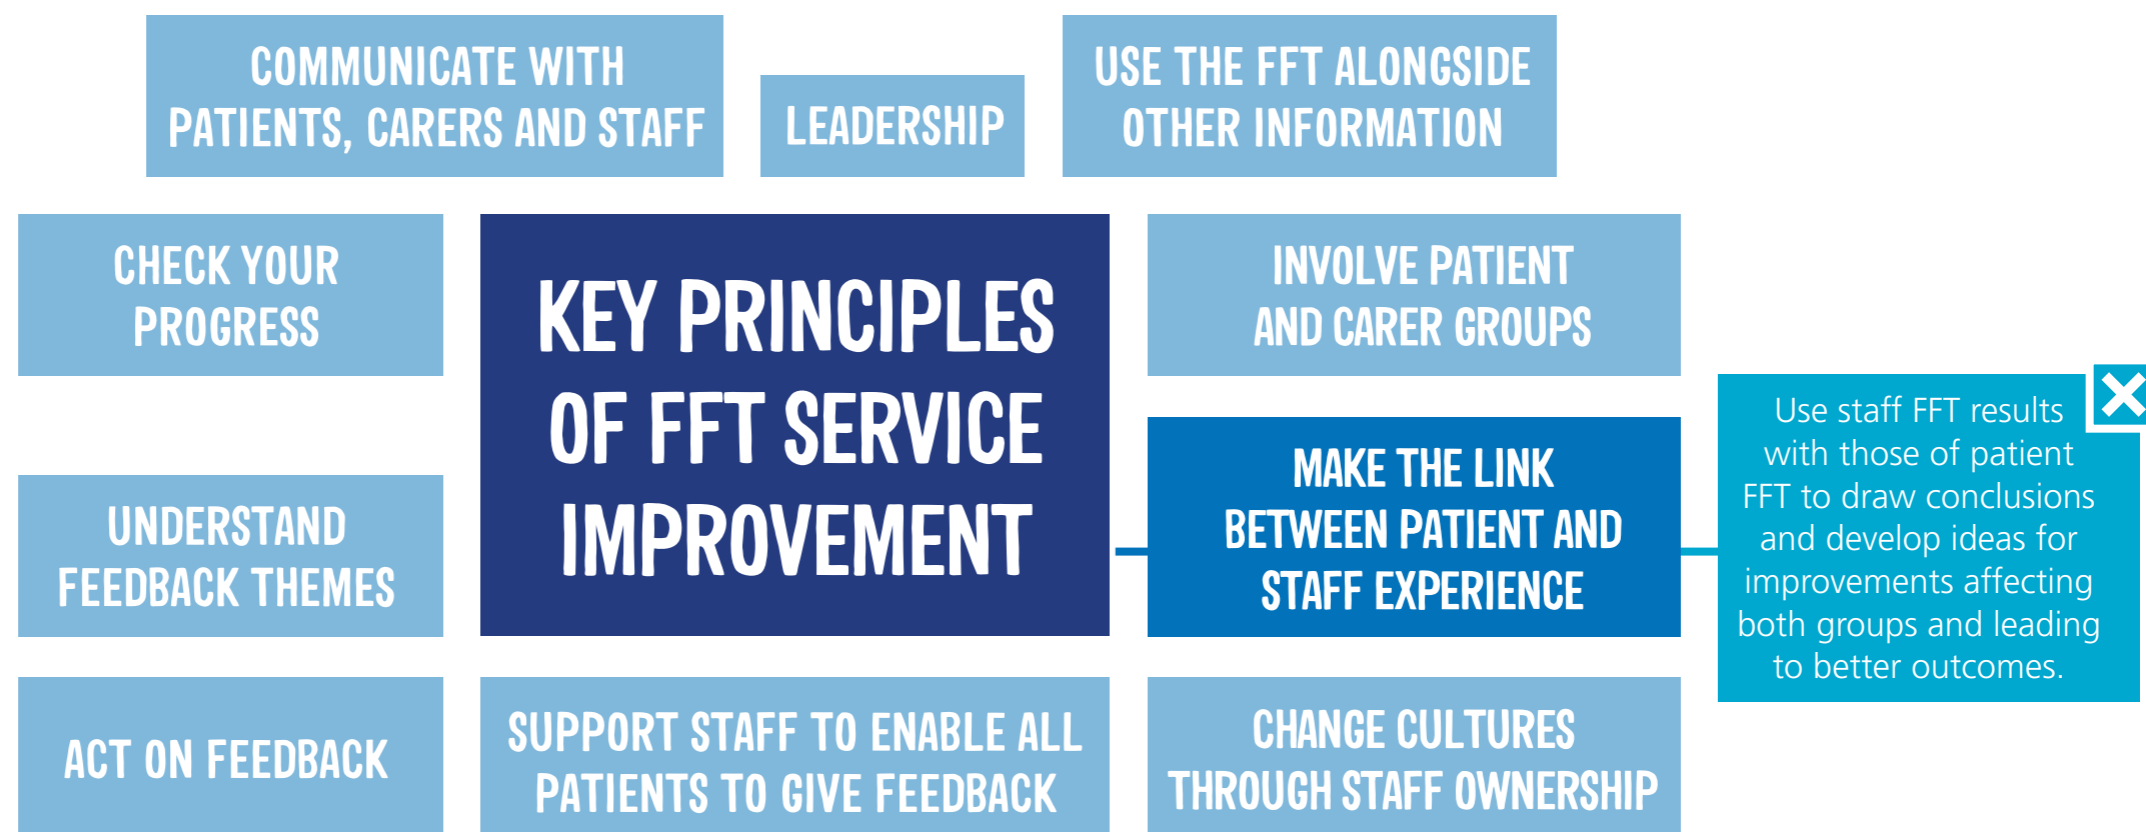 COMMUNICATE WITH
PATIENTS, CARERS AND STAFF
LEADERSHIP
USE THE FFT ALONGSIDE
OTHER INFORMATION
CHECK YOUR
PROGRESS
KEY PRINCIPLES
OF FFT SERVICE
IMPROVEMENT
INVOLVE PATIENT
AND CARER GROUPS
UNDERSTAND
FEEDBACK THEMES
MAKE THE LINK
BETWEEN PATIENT AND
STAFF EXPERIENCE
Use staff FFT results
with those of patient
FFT to draw conclusions
and develop ideas for
improvements affecting
both groups and leading
to better outcomes.
ACT ON FEEDBACK
SUPPORT STAFF TO ENABLE ALL
PATIENTS TO GIVE FEEDBACK
CHANGE CULTURES
THROUGH STAFF OWNERSHIP